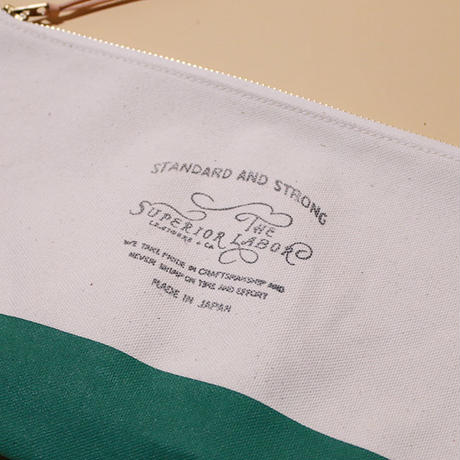 STANDARD AND STRONG
THE
SUPERIOR LABOR
WE TAKE PRIDE IN CRAFTSMANSHIP AND
NEVER SKIMP ON TIME AND EFFORT
MADE IN JAPAN